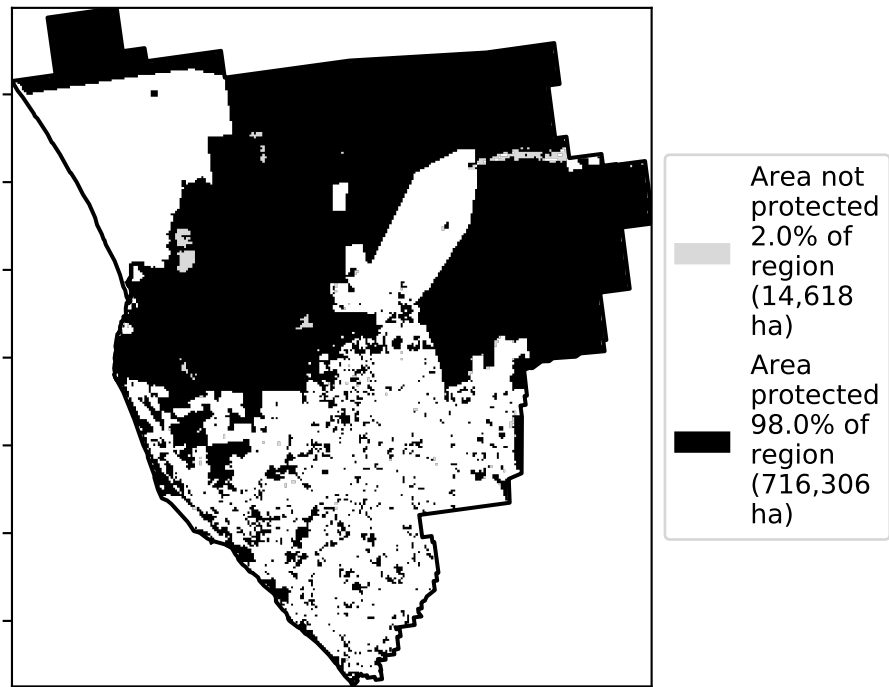 Area not
protected
2.0% of
region
(14,618
ha)
Area
protected
98.0% of
region
(716,306
ha)